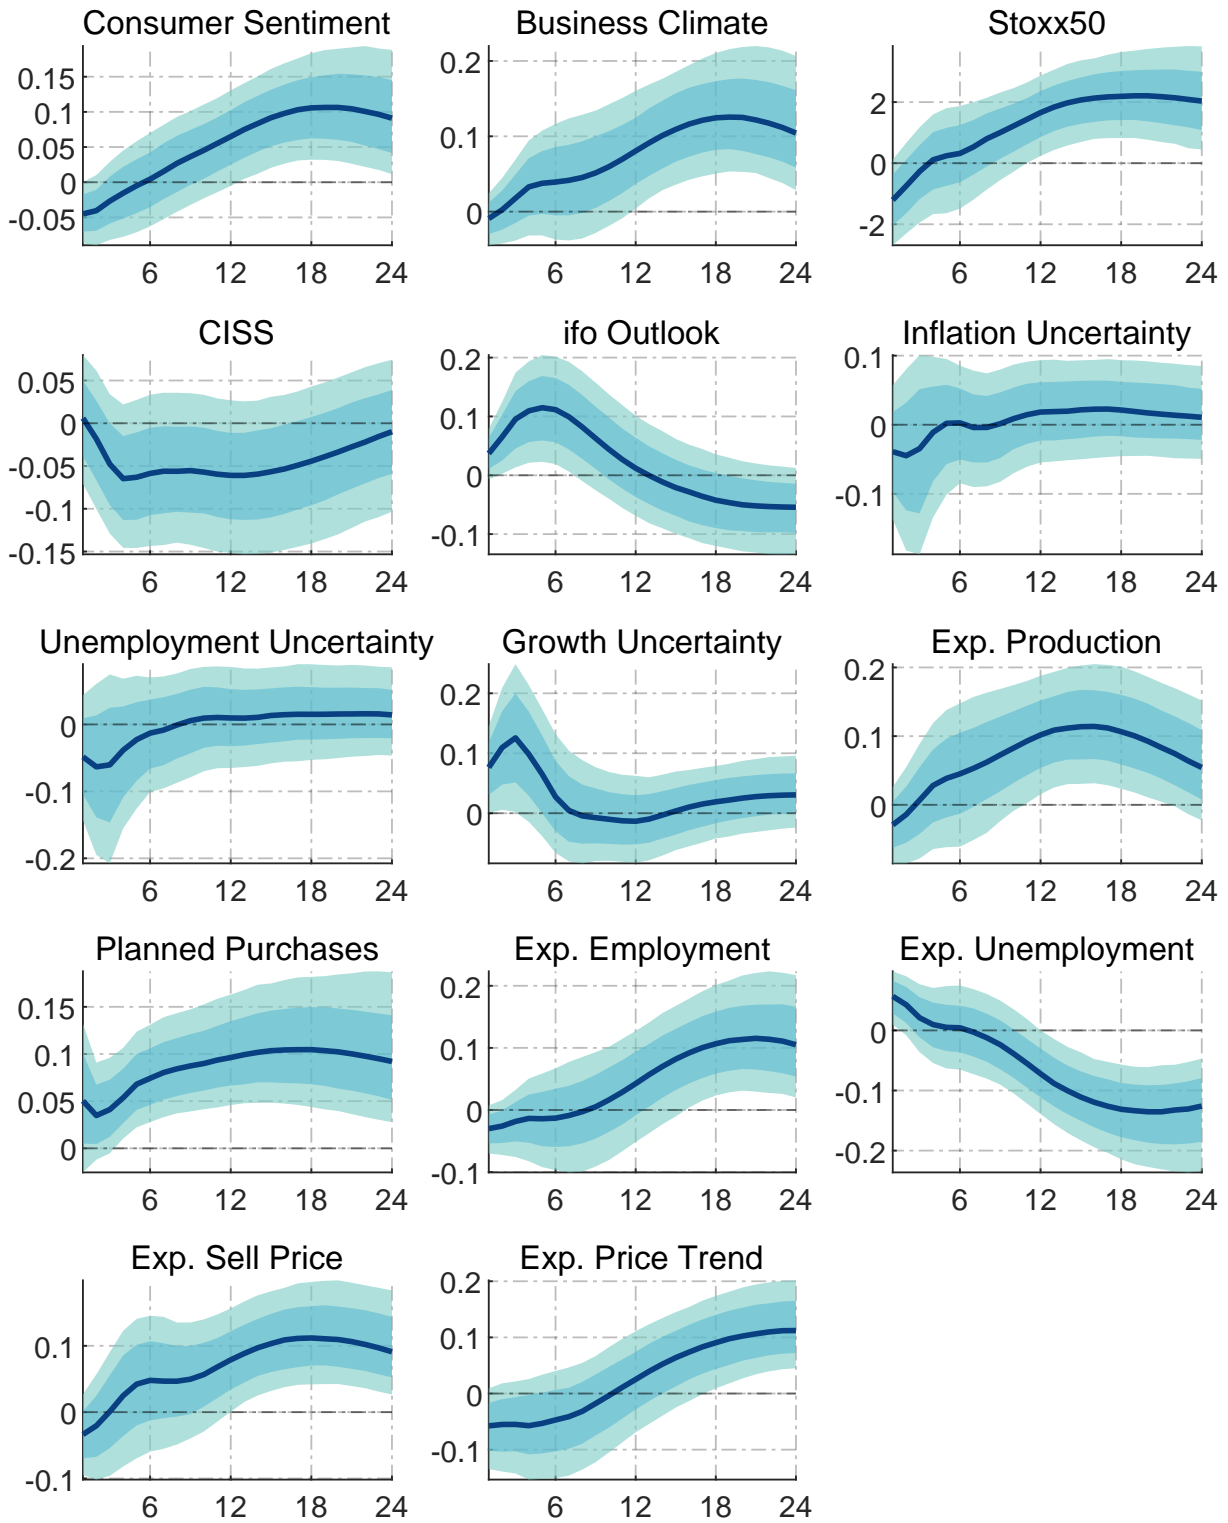 Consumer Sentiment
0.15
0.1
0.05
0
-0.05
6 12 18 24
Business Climate
0.2
0.1
0
6 12 18 24
Stoxx50
2
0
-2
6 12 18 24
CISS
0.05
0
-0.05
-0.1
-0.15
6 12 18 24
ifo Outlook
0.2
0.1
0
-0.1
6 12 18 24
Inflation Uncertainty
0.1
0
-0.1
6 12 18 24
Unemployment Uncertainty
0
-0.1
-0.2
6 12 18 24
Growth Uncertainty
0.2
0.1
0
6 12 18 24
Exp. Production
0.2
0.1
0
6 12 18 24
Planned Purchases
0.15
0.1
0.05
0
6 12 18 24
Exp. Employment
0.2
0.1
0
-0.1
6 12 18 24
Exp. Unemployment
0
-0.1
-0.2
6 12 18 24
Exp. Sell Price
0.1
0
-0.1
6 12 18 24
Exp. Price Trend
0.2
0.1
0
-0.1
6 12 18 24